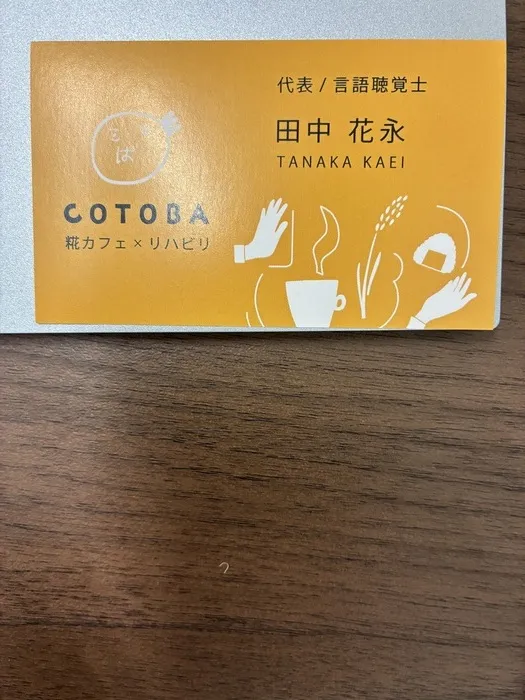 代表 / 言語聴覚士
田中 花永
TANAKA KAEI
は
COTOBA
糀カフェ × リハビリ